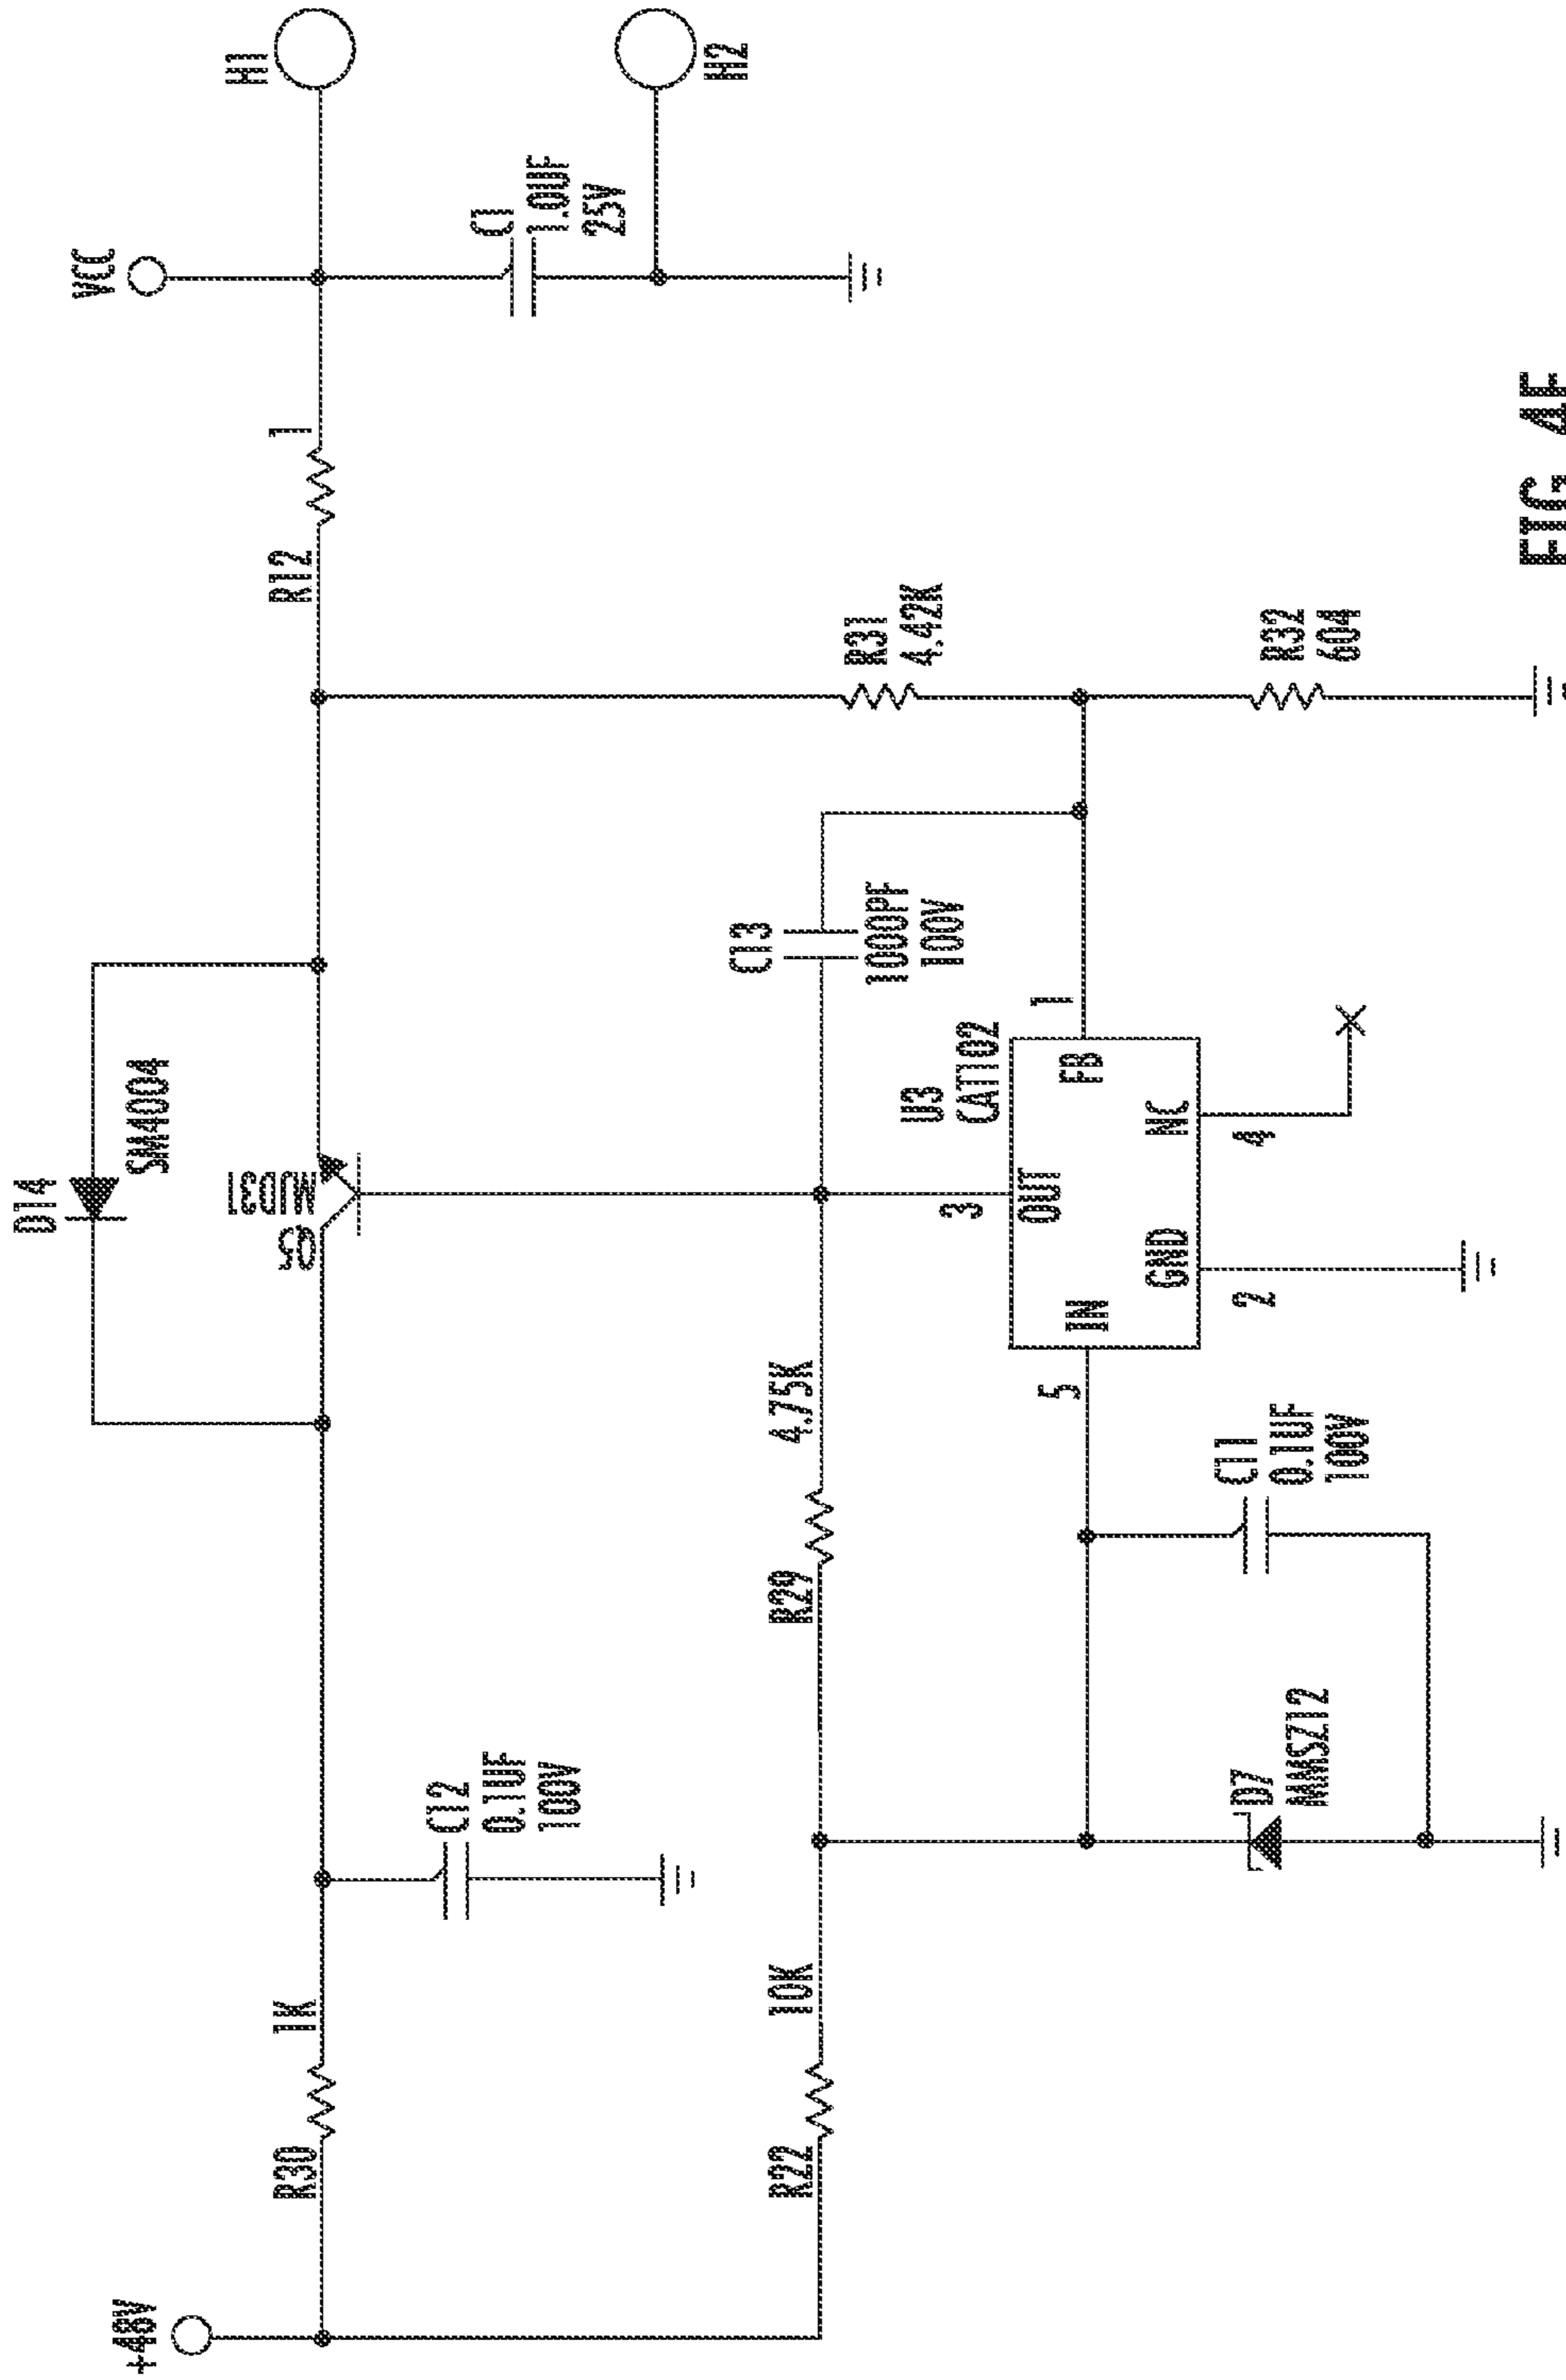 +48V
R30
1K
C12
0.1UF
100V
D14
SM4004
Q5
MJD31
R12
1
VCC
H1
C1
1.0UF
25V
H2
R22
10K
R29
4.75K
C13
1000PF
100V
R31
4.42K
R32
604
D7
MMSZ12
C11
0.1UF
100V
U3
CAT102
5
IN
3
OUT
1
FB
2
GND
4
NC